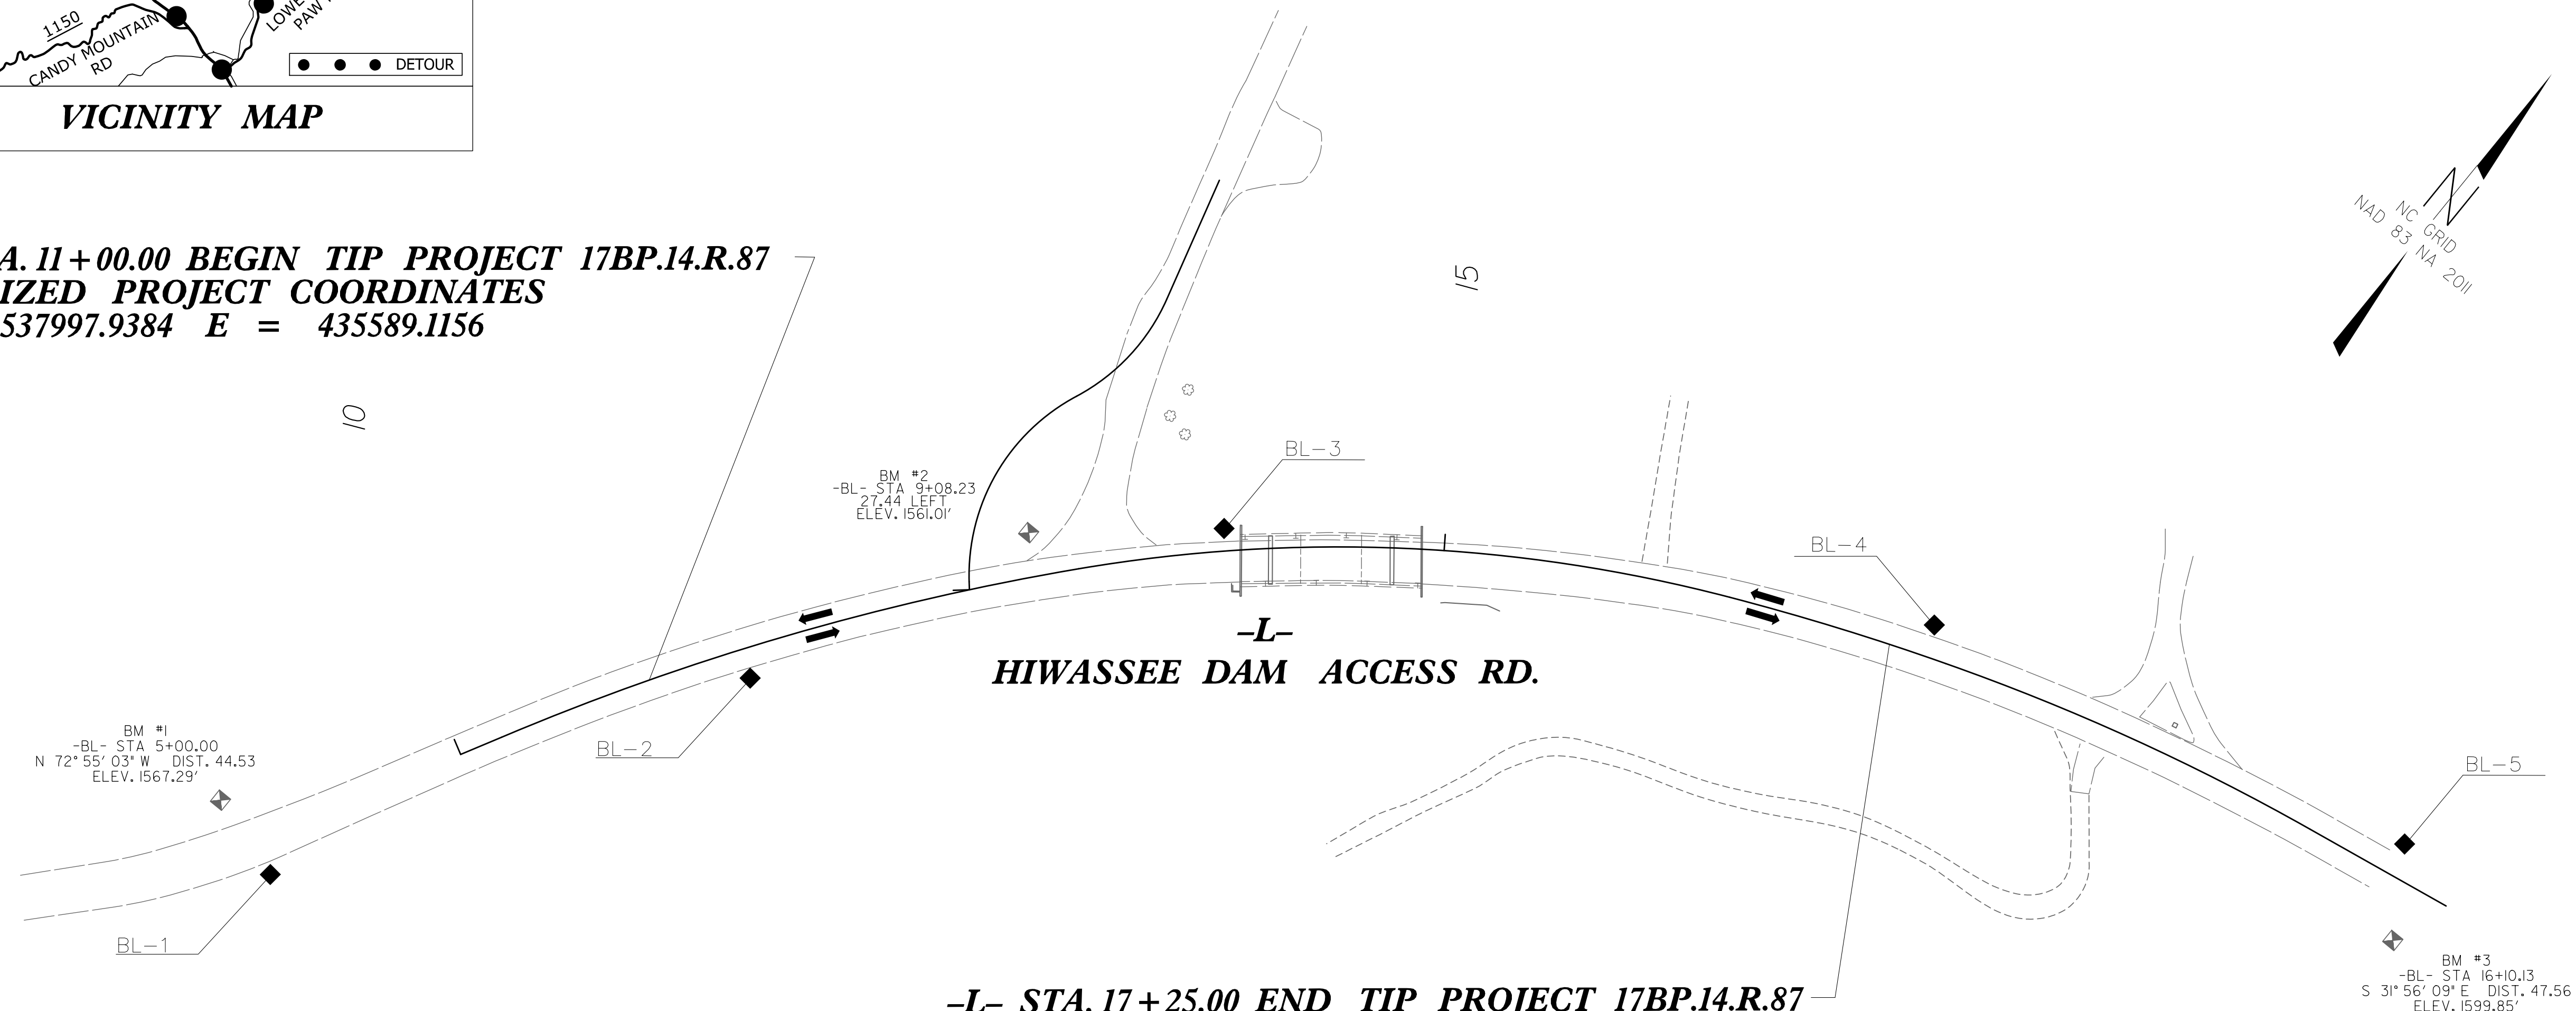 1150
CANDY MOUNTAIN
RD
DETOUR
VICINITY MAP
A. 11+00.00 BEGIN TIP PROJECT 17BP.14.R.87
IZED PROJECT COORDINATES
537997.9384 E = 435589.1156
10
15
NC GRID
NAD 83 NA 2011
BM #2
-BL- STA 9+08.23
27.44 LEFT
ELEV. 1561.01'
BL-3
BL-4
–L–
HIWASSEE DAM ACCESS RD.
BM #1
-BL- STA 5+00.00
N 72° 55' 03" W DIST. 44.53
ELEV. 1567.29'
BL-2
BL-5
BL-1
BM #3
-BL- STA 16+10.13
S 31° 56' 09" E DIST. 47.56
ELEV. 1599.85'
–L– STA. 17+25.00 END TIP PROJECT 17BP.14.R.87